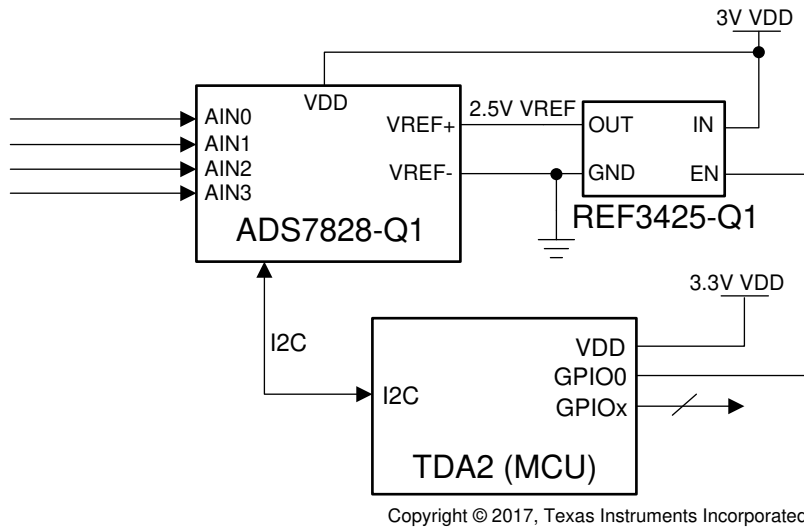 3V VDD
VDD
AIN0
AIN1
AIN2
AIN3
VREF+
VREF-
ADS7828-Q1
2.5V VREF
OUT
IN
GND
EN
REF3425-Q1
I2C
3.3V VDD
VDD
GPIO0
GPIOx
I2C
TDA2 (MCU)
Copyright © 2017, Texas Instruments Incorporated